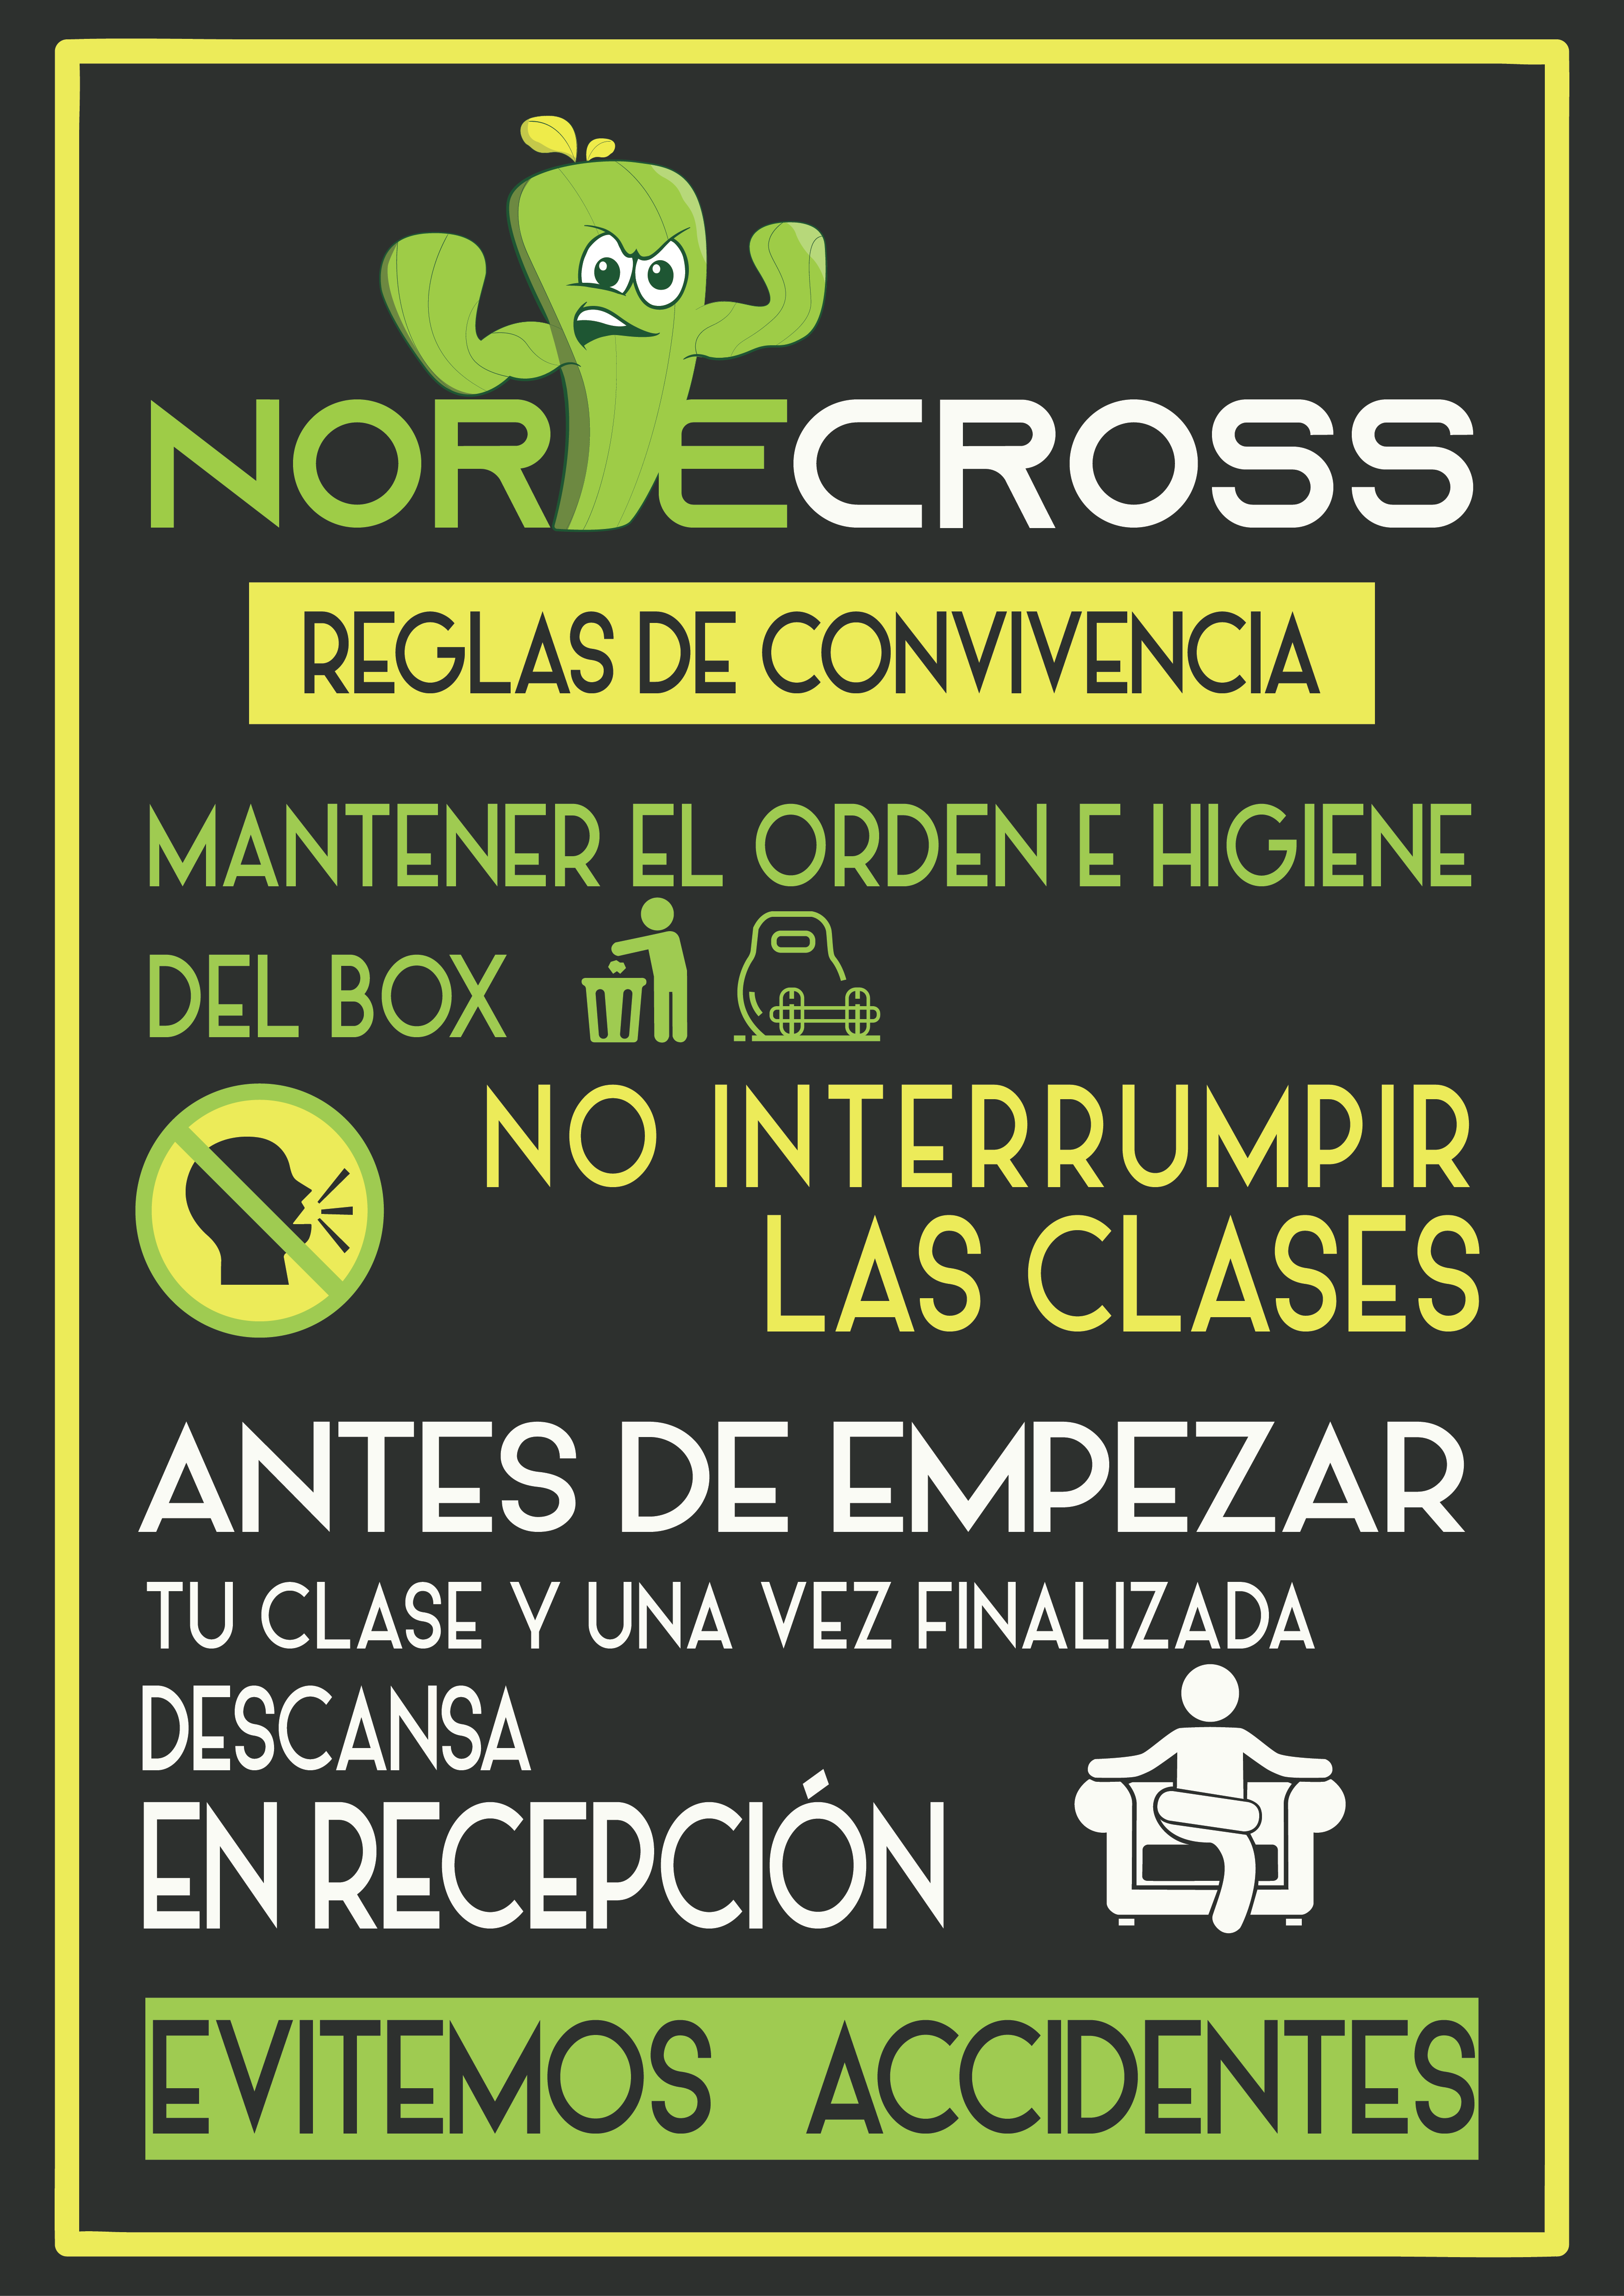 NORTECROSS
REGLAS DE CONVIVENCIA
MANTENER EL ORDEN E HIGIENE
DEL BOX
NO INTERRUMPIR
LAS CLASES
ANTES DE EMPEZAR
TU CLASE Y UNA VEZ FINALIZADA
DESCANSA
EN RECEPCIÓN
EVITEMOS ACCIDENTES